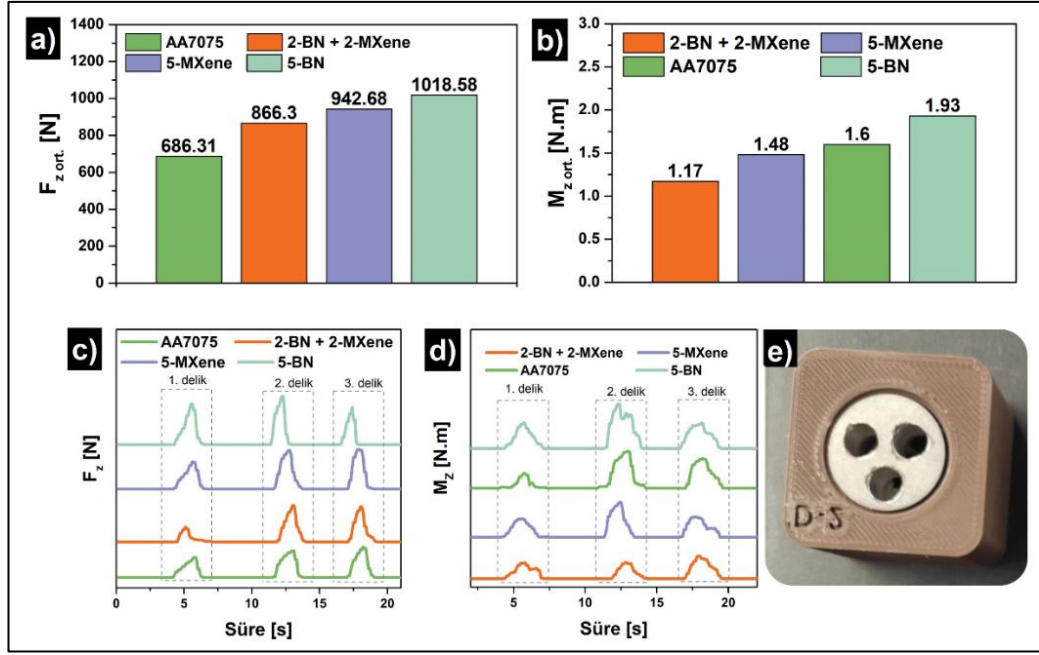 a)
1400
1200
1000
800
600
400
200
0
F z ort. [N]
AA7075
2-BN + 2-MXene
5-MXene
5-BN
686.31
866.3
942.68
1018.58
b)
3.0
2.5
2.0
1.5
1.0
0.5
0.0
M z ort. [N.m]
2-BN + 2-MXene
5-MXene
AA7075
5-BN
1.17
1.48
1.6
1.93
c)
AA7075
2-BN + 2-MXene
5-MXene
5-BN
1. delik
2. delik
3. delik
F z [N]
0
5
10
15
20
Süre [s]
d)
2-BN + 2-MXene
5-MXene
AA7075
5-BN
1. delik
2. delik
3. delik
M z [N.m]
5
10
15
20
Süre [s]
e)
D-2